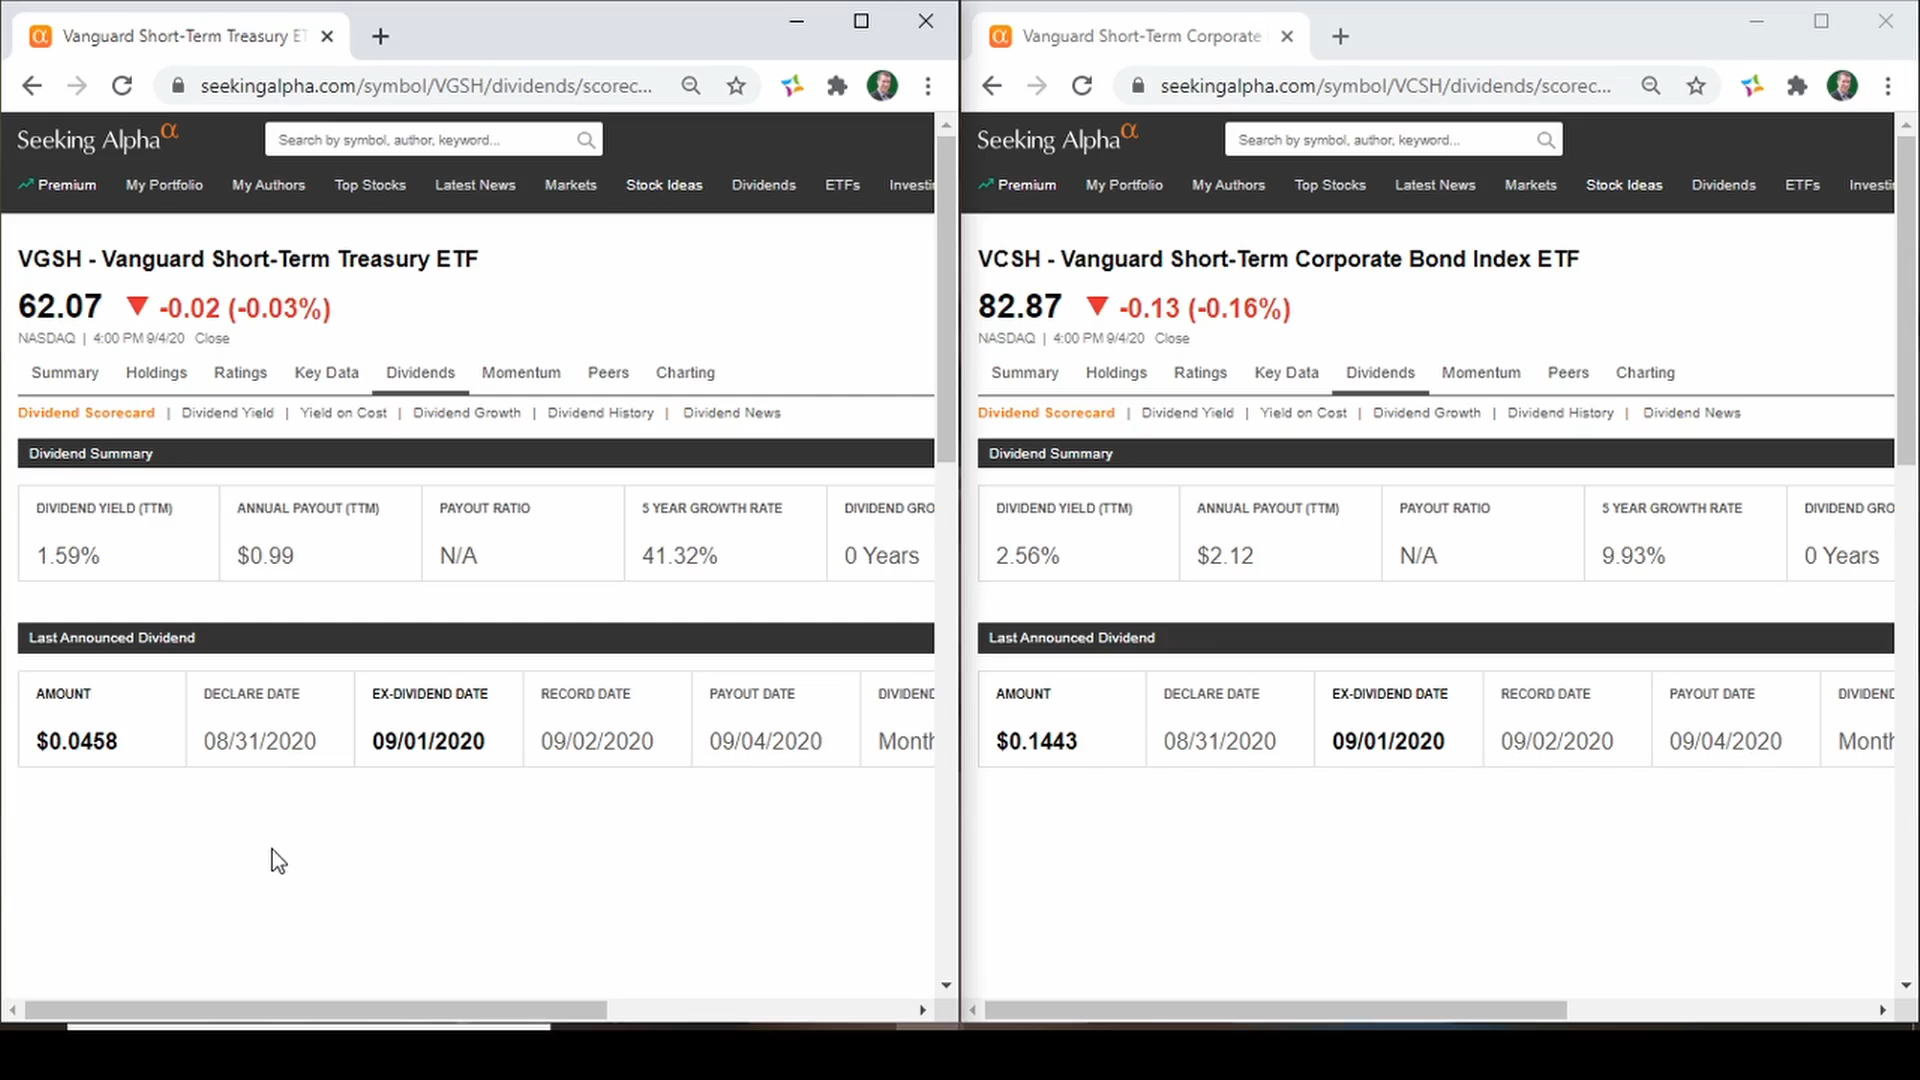 Vanguard Short-Term Treasury ET
seekingalpha.com/symbol/VGSH/dividends/scorec...
Seeking Alpha α
Search by symbol, author, keyword...
Premium My Portfolio My Authors Top Stocks Latest News Markets Stock Ideas Dividends ETFs Investin
VGSH - Vanguard Short-Term Treasury ETF
62.07 ▼ -0.02 (-0.03%)
NASDAQ | 4:00 PM 9/4/20 Close
Summary Holdings Ratings Key Data Dividends Momentum Peers Charting
Dividend Scorecard | Dividend Yield | Yield on Cost | Dividend Growth | Dividend History | Dividend News
Dividend Summary
DIVIDEND YIELD (TTM) ANNUAL PAYOUT (TTM) PAYOUT RATIO 5 YEAR GROWTH RATE DIVIDEND GRO
1.59% $0.99 N/A 41.32% 0 Years
Last Announced Dividend
AMOUNT DECLARE DATE EX-DIVIDEND DATE RECORD DATE PAYOUT DATE DIVIDEND
$0.0458 08/31/2020 09/01/2020 09/02/2020 09/04/2020 Month
Vanguard Short-Term Corporate
seekingalpha.com/symbol/VCSH/dividends/scorec...
Seeking Alpha α
Search by symbol, author, keyword...
Premium My Portfolio My Authors Top Stocks Latest News Markets Stock Ideas Dividends ETFs Investin
VCSH - Vanguard Short-Term Corporate Bond Index ETF
82.87 ▼ -0.13 (-0.16%)
NASDAQ | 4:00 PM 9/4/20 Close
Summary Holdings Ratings Key Data Dividends Momentum Peers Charting
Dividend Scorecard | Dividend Yield | Yield on Cost | Dividend Growth | Dividend History | Dividend News
Dividend Summary
DIVIDEND YIELD (TTM) ANNUAL PAYOUT (TTM) PAYOUT RATIO 5 YEAR GROWTH RATE DIVIDEND GRO
2.56% $2.12 N/A 9.93% 0 Years
Last Announced Dividend
AMOUNT DECLARE DATE EX-DIVIDEND DATE RECORD DATE PAYOUT DATE DIVIDEND
$0.1443 08/31/2020 09/01/2020 09/02/2020 09/04/2020 Month